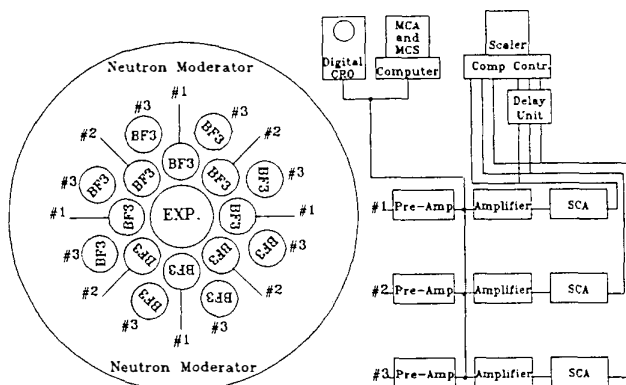 Neutron Moderator
#1
#3
#3
BF3
BF3
#2
#2
BF3
#3 BF3 BF3 BF3 BF3 #3
#1 BF3 EXP. BF3 #1
#3 BF3 BF3 BF3 BF3 #3
BF3
#2 #2
BF3 BF3
#3 #3
#1
Neutron Moderator
Digital
CRO
MCA
and
MCS
Computer
Scaler
Comp Contr.
Delay
Unit
#1 Pre-Amp Amplifier SCA
#2 Pre-Amp Amplifier SCA
#3 Pre-Amp Amplifier SCA